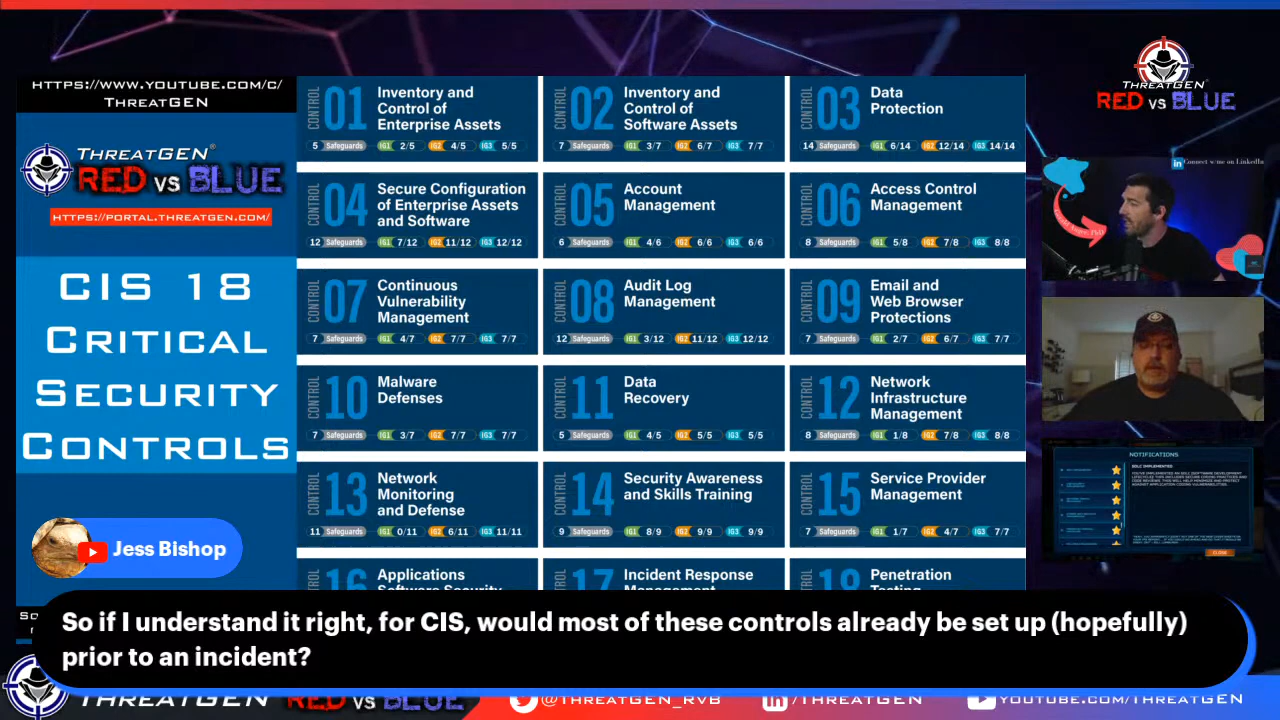 HTTPS://WWW.YOUTUBE.COM/C/
THREATGEN
THREATGEN®
RED VS BLUE
HTTPS://PORTAL.THREATGEN.COM/
CIS 18
CRITICAL
SECURITY
CONTROLS
CONTROL 01 Inventory and
Control of
Enterprise Assets
5 Safeguards IG1 2/5 IG2 4/5 IG3 5/5
CONTROL 02 Inventory and
Control of
Software Assets
7 Safeguards IG1 3/7 IG2 6/7 IG3 7/7
CONTROL 03 Data
Protection
14 Safeguards IG1 6/14 IG2 12/14 IG3 14/14
CONTROL 04 Secure Configuration
of Enterprise Assets
and Software
12 Safeguards IG1 7/12 IG2 11/12 IG3 12/12
CONTROL 05 Account
Management
6 Safeguards IG1 4/6 IG2 6/6 IG3 6/6
CONTROL 06 Access Control
Management
8 Safeguards IG1 5/8 IG2 7/8 IG3 8/8
CONTROL 07 Continuous
Vulnerability
Management
7 Safeguards IG1 4/7 IG2 7/7 IG3 7/7
CONTROL 08 Audit Log
Management
12 Safeguards IG1 3/12 IG2 11/12 IG3 12/12
CONTROL 09 Email and
Web Browser
Protections
7 Safeguards IG1 2/7 IG2 6/7 IG3 7/7
CONTROL 10 Malware
Defenses
7 Safeguards IG1 3/7 IG2 7/7 IG3 7/7
CONTROL 11 Data
Recovery
5 Safeguards IG1 4/5 IG2 5/5 IG3 5/5
CONTROL 12 Network
Infrastructure
Management
8 Safeguards IG1 1/8 IG2 7/8 IG3 8/8
CONTROL 13 Network
Monitoring
and Defense
11 Safeguards IG1 0/11 IG2 6/11 IG3 11/11
CONTROL 14 Security Awareness
and Skills Training
9 Safeguards IG1 8/9 IG2 9/9 IG3 9/9
CONTROL 15 Service Provider
Management
7 Safeguards IG1 1/7 IG2 4/7 IG3 7/7
16 Applications
Software Security
17 Incident Response
Management
18 Penetration
Testing
THREATGEN®
RED VS BLUE
in Connect w/me on LinkedIn
NOTIFICATIONS
SDLC IMPLEMENTED
CLOSE
Jess Bishop
So if I understand it right, for CIS, would most of these controls already be set up (hopefully)
prior to an incident?
THREATGEN RED VS BLUE
@THREATGEN_RVB
in /THREATGEN
YOUTUBE.COM/THREATGEN